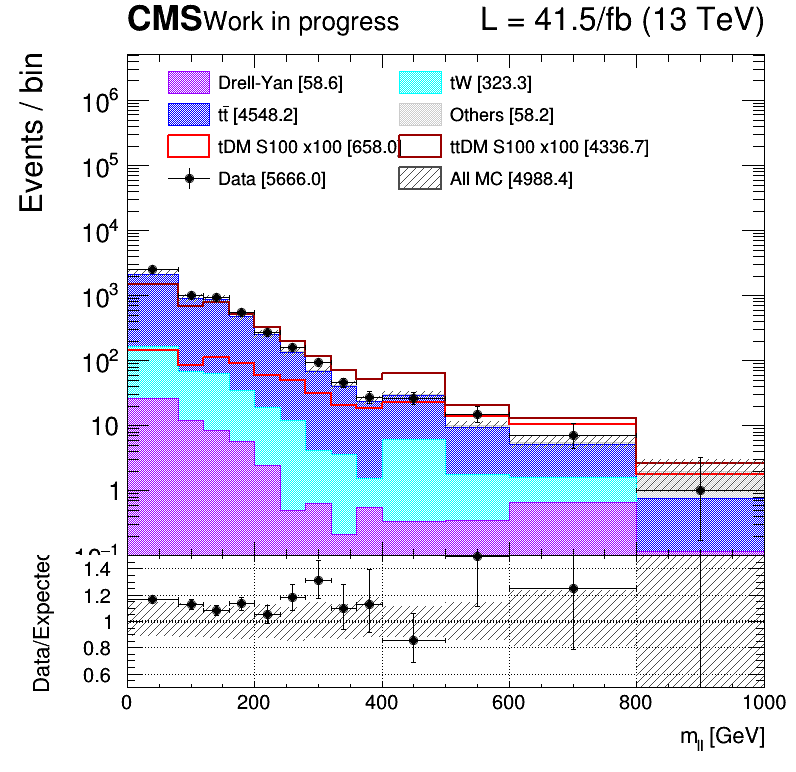 CMS Work in progress L = 41.5/fb (13 TeV)
Events / bin
Drell-Yan [58.6] tW [323.3]
tt̄ [4548.2] Others [58.2]
tDM S100 x100 [658.0] ttDM S100 x100 [4336.7]
Data [5666.0] All MC [4988.4]
10⁶
10⁵
10⁴
10³
10²
10
1
10⁻¹
Data/Expected
1.4
1.2
1
0.8
0.6
0 200 400 600 800 1000
m_ll [GeV]